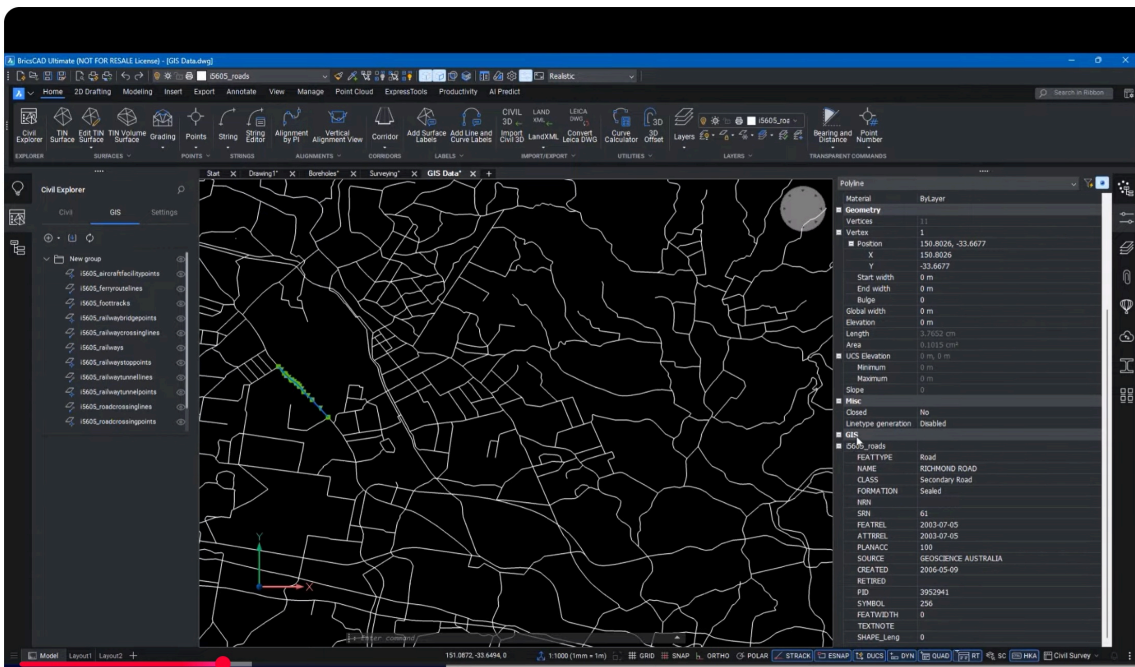 BricsCAD Ultimate (NOT FOR RESALE License) - [GIS Data.dwg]
i5605_roads
Realistic
Home 2D Drafting Modeling Insert Export Annotate View Manage Point Cloud ExpressTools Productivity AI Predict
Search in Ribbon
Civil Explorer
TIN Surface
Edit TIN Surface
TIN Volume Surface
Grading
Points
String
String Editor
Alignment by PI
Vertical Alignment View
Corridor
Add Surface Labels
Add Line and Curve Labels
CIVIL 3D
Import Civil 3D
LAND XML
LandXML
LEICA DWG
Convert Leica DWG
Curve Calculator
3D Offset
Layers
i5605_roa
Bearing and Distance
Point Number
EXPLORER SURFACES POINTS STRINGS ALIGNMENTS CORRIDORS LABELS IMPORT/EXPORT UTILITIES LAYERS TRANSPARENT COMMANDS
Start Drawing1* Boreholes* Surveying* GIS Data* +
Civil Explorer
Civil GIS Settings
New group
i5605_aircraftfacilitypoints
i5605_ferryroutelines
i5605_foottracks
i5605_railwaybridgepoints
i5605_railwaycrossinglines
i5605_railways
i5605_railwaystoppoints
i5605_railwaytunnellines
i5605_railwaytunnelpoints
i5605_roadcrossinglines
i5605_roadcrossingpoints
Y
X
Enter command
Polyline
Material ByLayer
Geometry
Vertices 11
Vertex 1
Position 150.8026, -33.6677
X 150.8026
Y -33.6677
Start width 0 m
End width 0 m
Bulge 0
Global width 0 m
Elevation 0 m
Length 3.7652 cm
Area 0.1015 cm²
UCS Elevation 0 m, 0 m
Minimum 0 m
Maximum 0 m
Slope 0
Misc
Closed No
Linetype generation Disabled
GIS
i5605_roads
FEATTYPE Road
NAME RICHMOND ROAD
CLASS Secondary Road
FORMATION Sealed
NRN
SRN 61
FEATREL 2003-07-05
ATTRREL 2003-07-05
PLANACC 100
SOURCE GEOSCIENCE AUSTRALIA
CREATED 2006-05-09
RETIRED
PID 3952941
SYMBOL 256
FEATWIDTH 0
TEXTNOTE
SHAPE_Leng 0
Model Layout1 Layout2 +
151.0872, -33.6494, 0 1:1000 (1mm = 1m) GRID SNAP ORTHO POLAR STRACK ESNAP DUCS DYN QUAD RT SC HKA Civil Survey